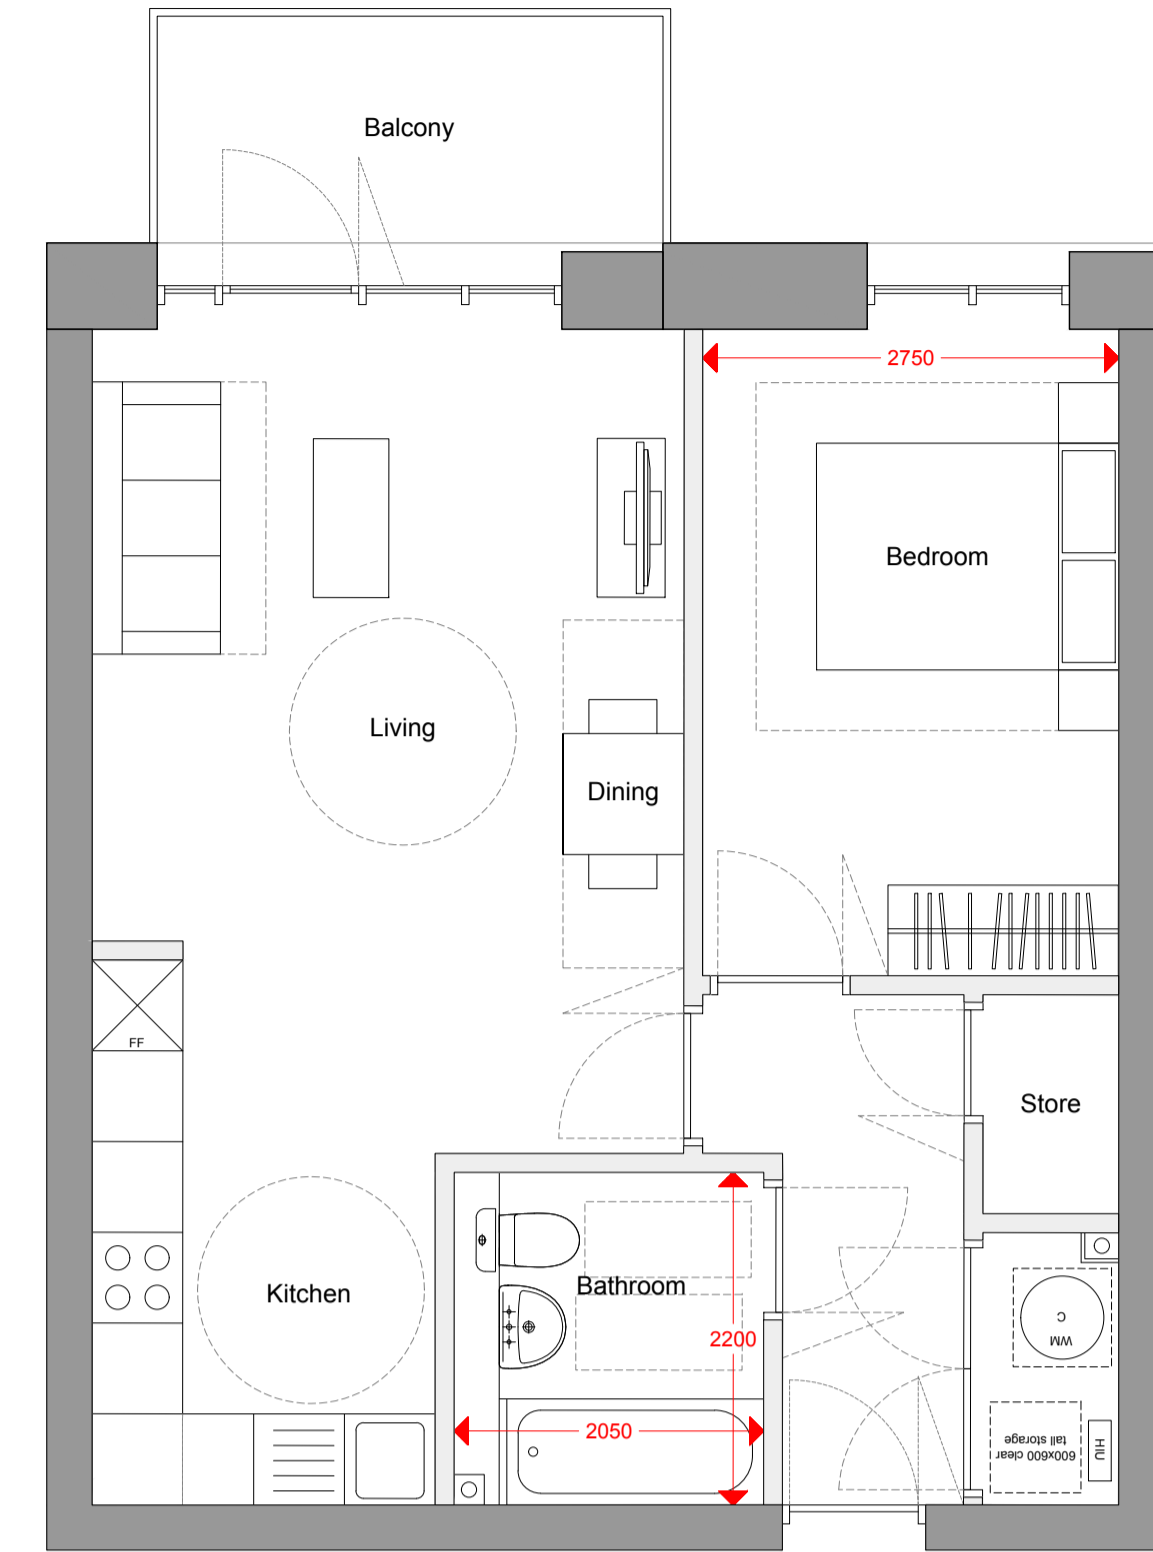 Balcony
2750
Bedroom
Living
Dining
FF
Store
Kitchen
Bathroom
2200
2050
C
WM
600x600 clear
tall storage
HIU